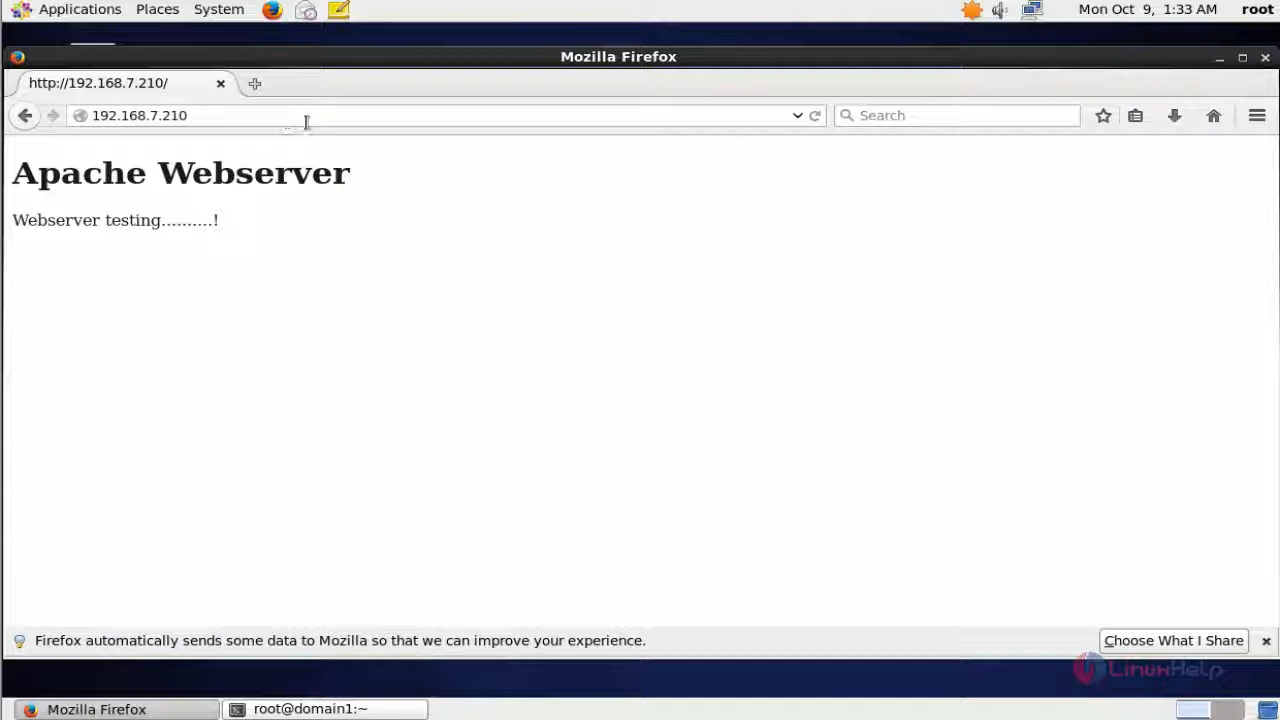 Applications Places System Mon Oct 9, 1:33 AM root
Mozilla Firefox
http://192.168.7.210/
192.168.7.210 Search
Apache Webserver
Webserver testing..........!
Firefox automatically sends some data to Mozilla so that we can improve your experience. Choose What I Share
LinuxHelp
Mozilla Firefox root@domain1:~